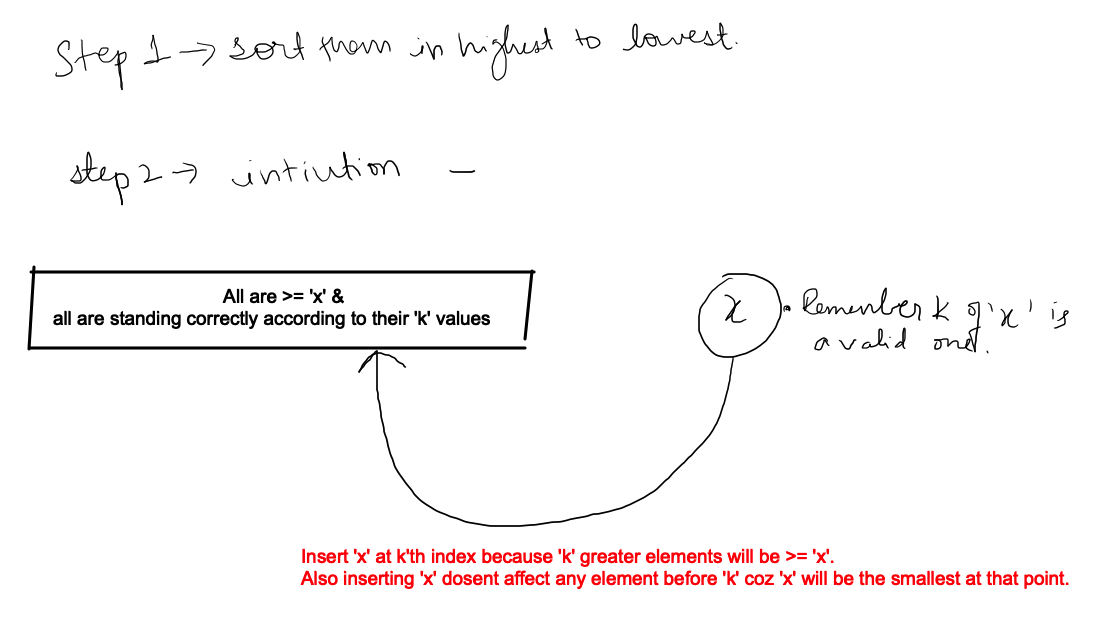 Step 1 → sort them in highest to lowest.
step 2 → intiution –
All are >= 'x' &
all are standing correctly according to their 'k' values
x
Remember k of 'x' is
a valid one.
Insert 'x' at k'th index because 'k' greater elements will be >= 'x'.
Also inserting 'x' dosent affect any element before 'k' coz 'x' will be the smallest at that point.